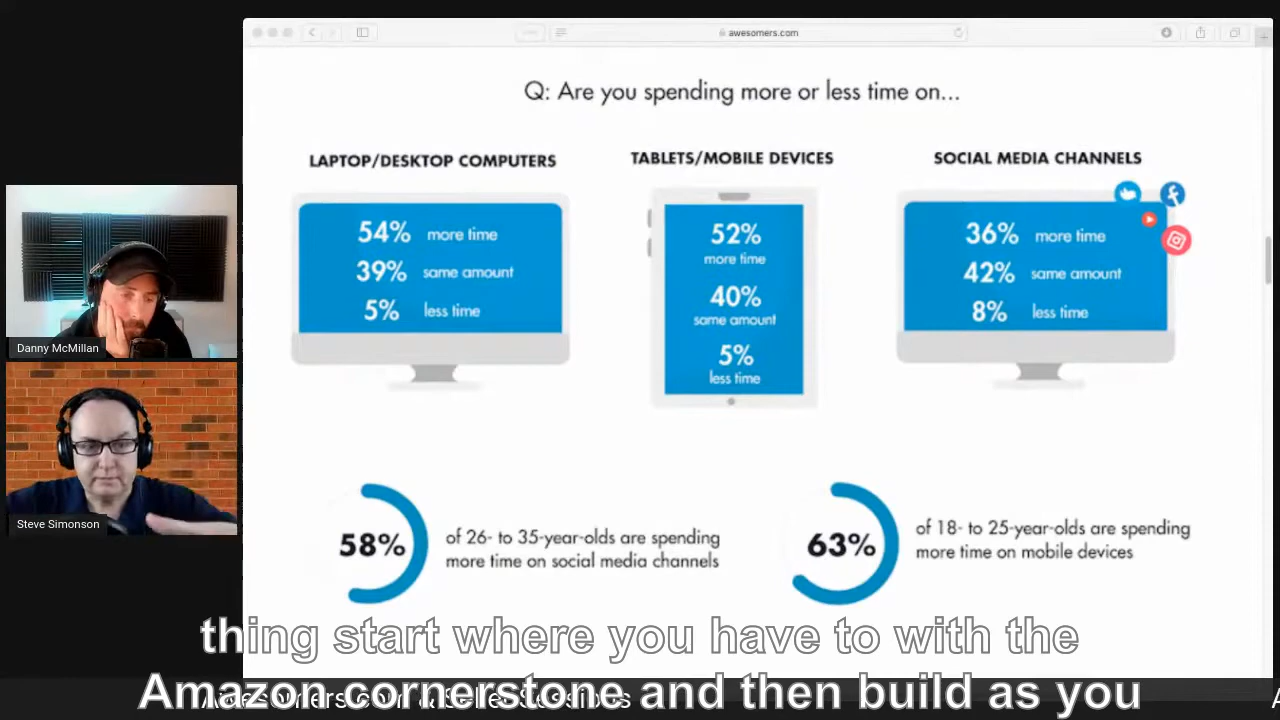 awesomers.com
Q: Are you spending more or less time on...
LAPTOP/DESKTOP COMPUTERS
54% more time
39% same amount
5% less time
TABLETS/MOBILE DEVICES
52%
more time
40%
same amount
5%
less time
SOCIAL MEDIA CHANNELS
36% more time
42% same amount
8% less time
Danny McMillan
Steve Simonson
58%
of 26- to 35-year-olds are spending
more time on social media channels
63%
of 18- to 25-year-olds are spending
more time on mobile devices
thing start where you have to with the
Amazon cornerstone and then build as you